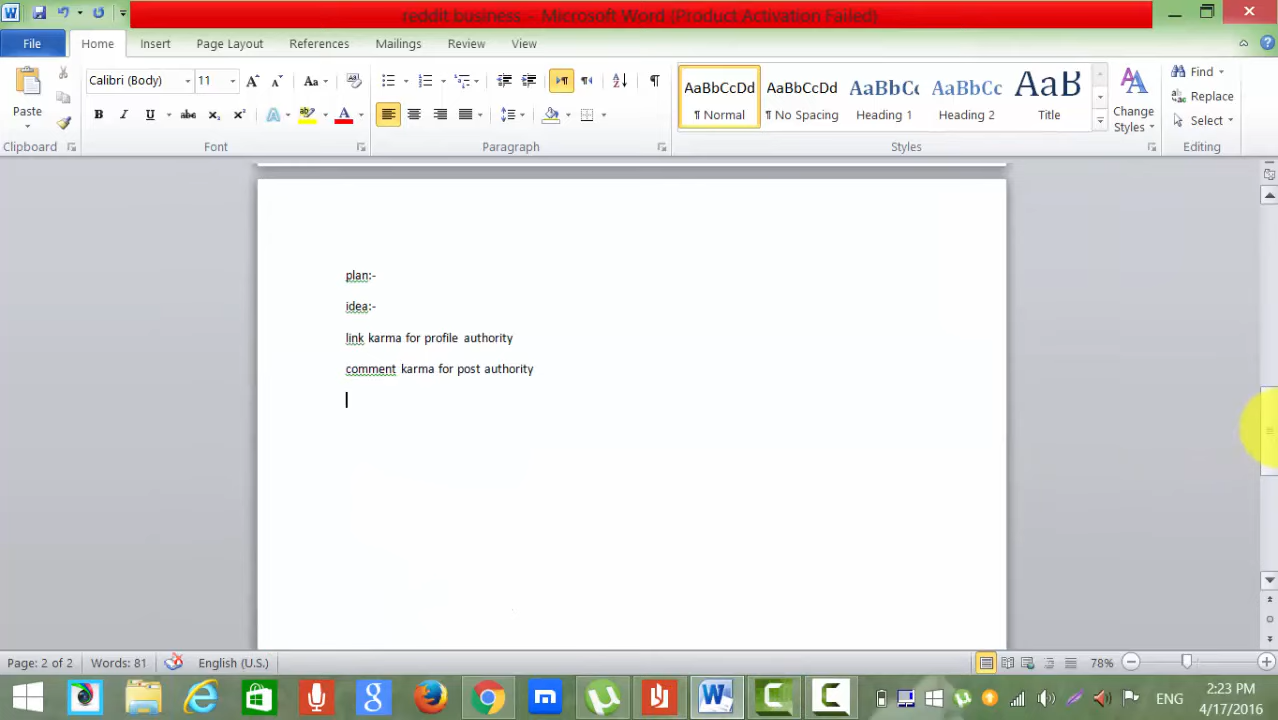 reddit business - Microsoft Word (Product Activation Failed)
File Home Insert Page Layout References Mailings Review View
Paste
Calibri (Body) 11
Aa
AaBbCcDd AaBbCcDd AaBbCc AaBbCc AaB
¶ Normal ¶ No Spacing Heading 1 Heading 2 Title
Change Styles
Find
Replace
Select
Clipboard Font Paragraph Styles Editing
plan:-
idea:-
link karma for profile authority
comment karma for post authority
Page: 2 of 2 Words: 81 English (U.S.) 78%
ENG 2:23 PM
4/17/2016